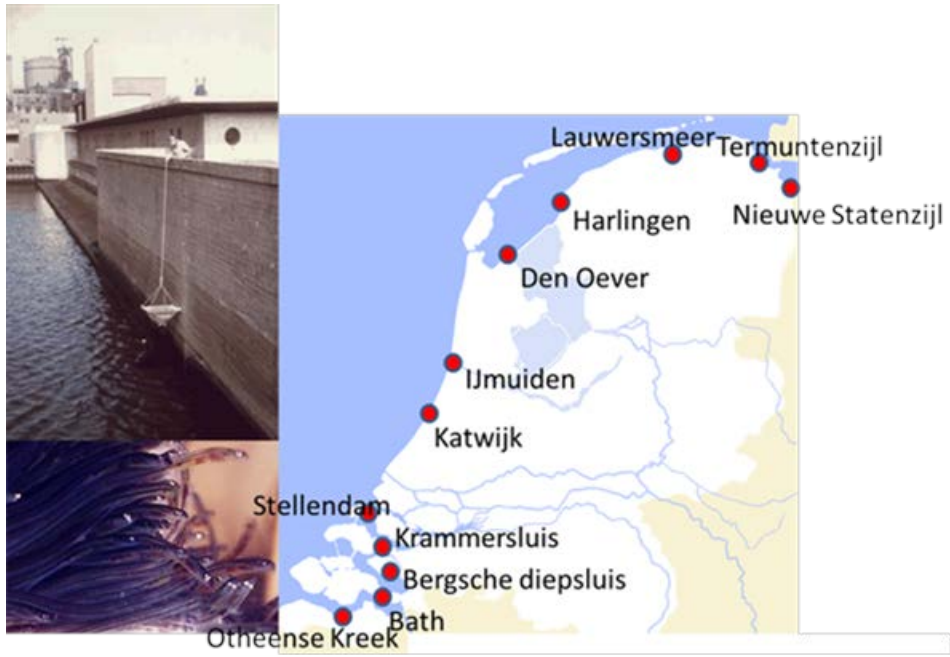 Lauwersmeer
Termuntenzijl
Harlingen
Nieuwe Statenzijl
Den Oever
IJmuiden
Katwijk
Stellendam
Krammersluis
Bergsche diepsluis
Bath
Otheense Kreek